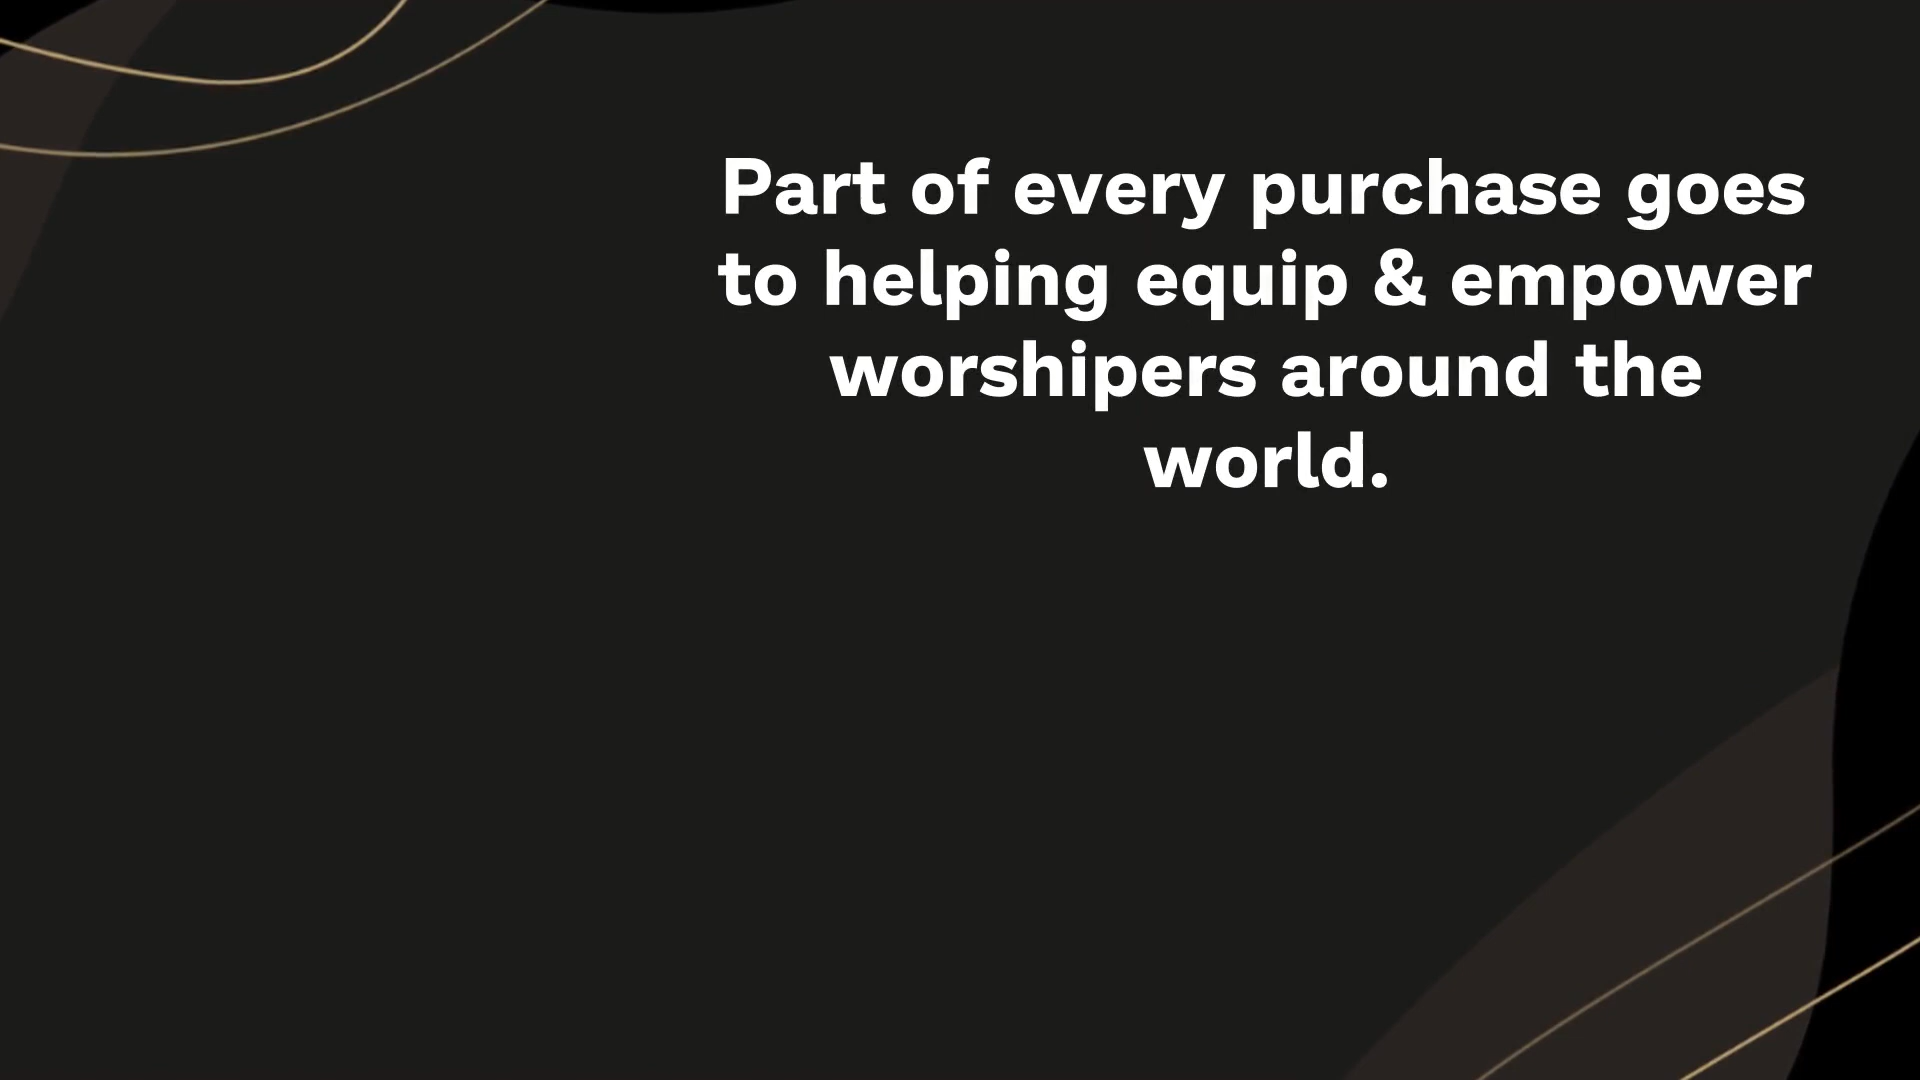 Part of every purchase goes
to helping equip & empower
worshipers around the
world.